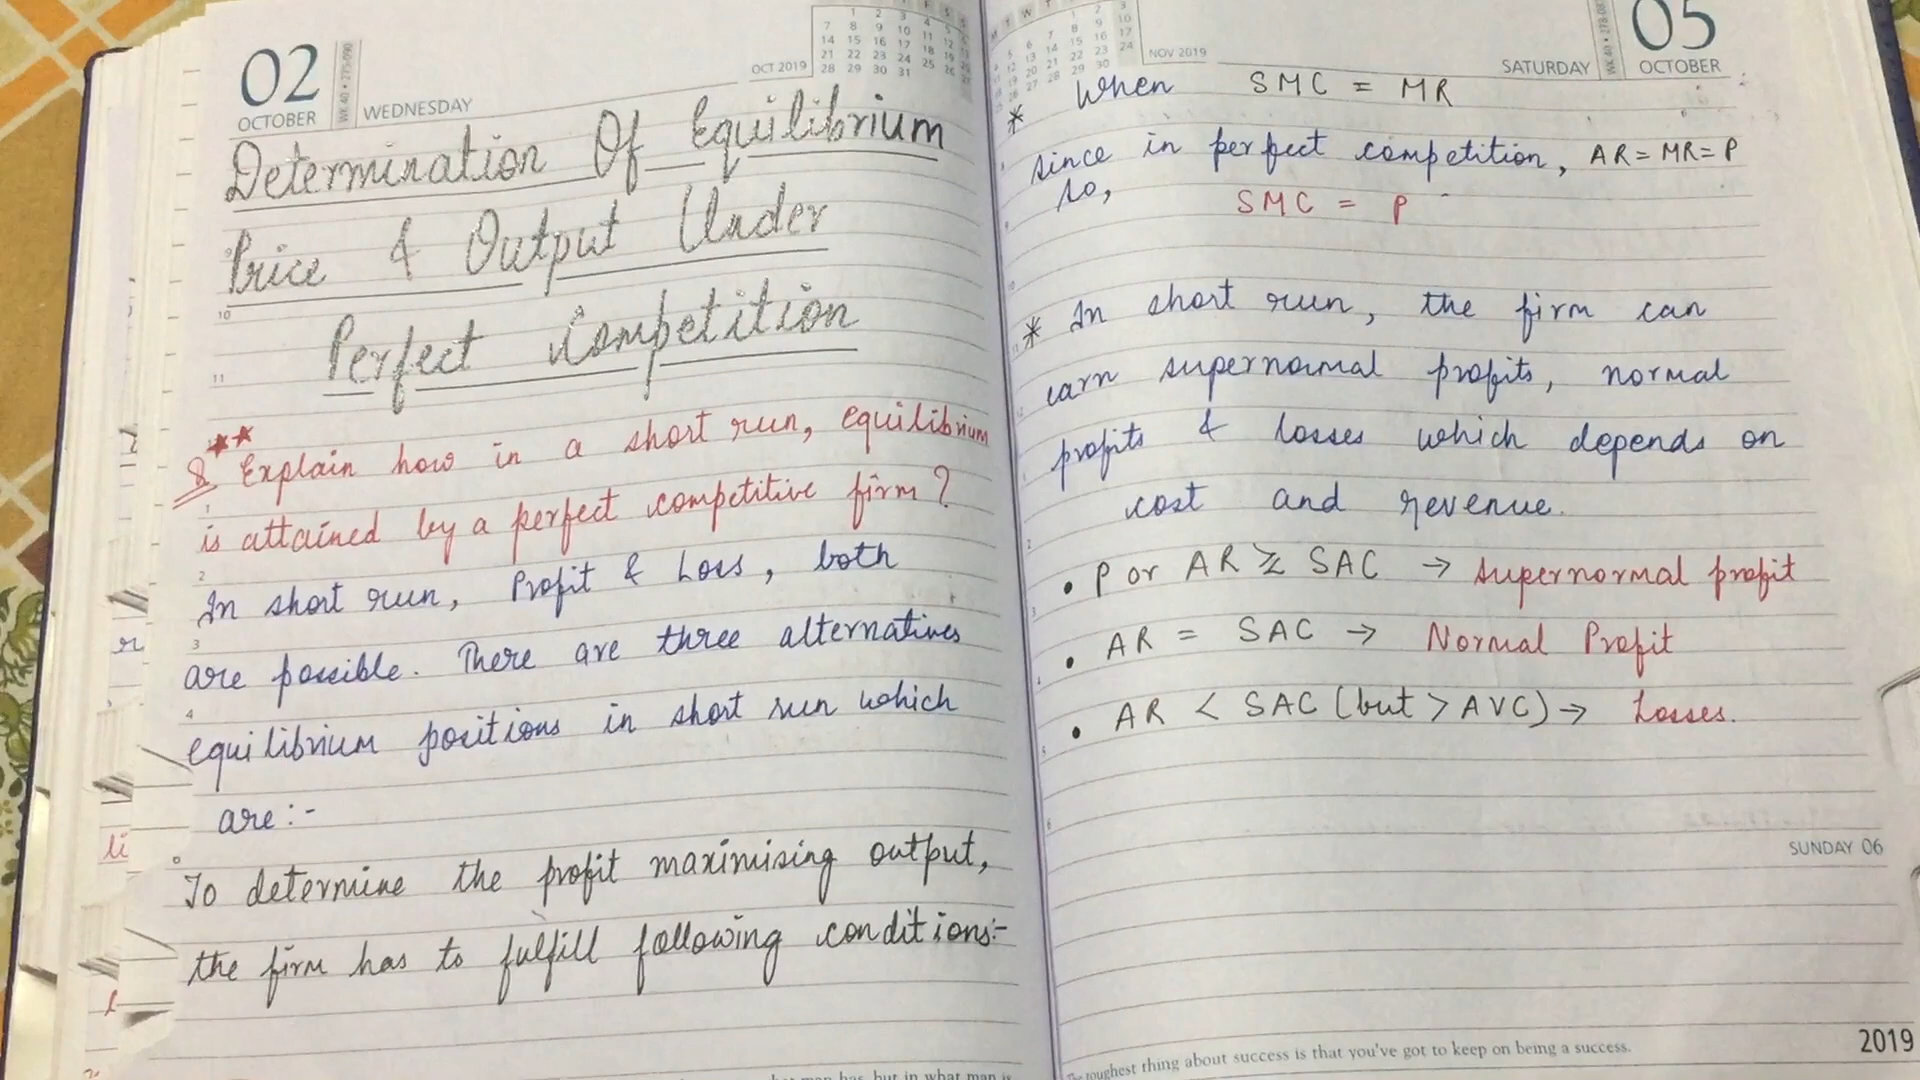 02
OCTOBER
WK 40 • 275-090
WEDNESDAY
OCT 2019
Determination Of Equilibrium
Price & Output Under
Perfect Competition
Q Explain how in a short run, equilibrium
is attained by a perfect competitive firm?
In short run, Profit & Loss, both
are possible. There are three alternatives
equilibrium positions in short run which
are:-
To determine the profit maximising output,
the firm has to fulfill following conditions:-
NOV 2019
SATURDAY
05
OCTOBER
* When SMC = MR
since in perfect competition, AR = MR = P
so, SMC = P
* In short run, the firm can
earn supernormal profits, normal
profits & losses which depends on
cost and revenue.
• P or AR ≥ SAC → Supernormal profit
• AR = SAC → Normal Profit
• AR < SAC (but > AVC) → Losses.
SUNDAY 06
toughest thing about success is that you've got to keep on being a success.
2019